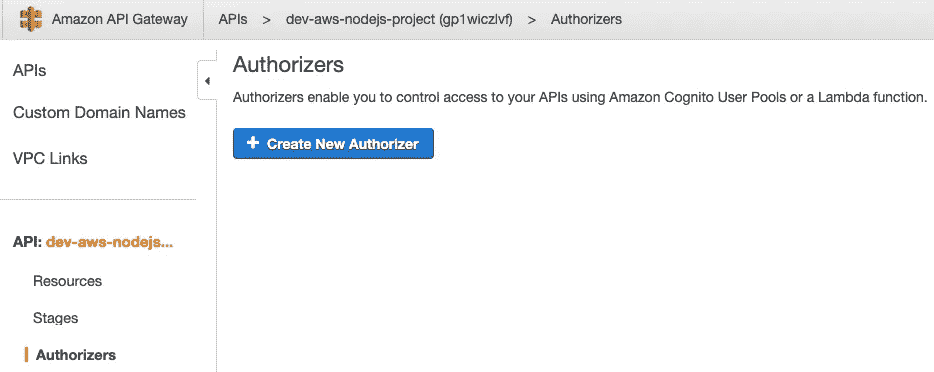 Amazon API Gateway APIs > dev-aws-nodejs-project (gp1wiczlvf) > Authorizers
APIs
Custom Domain Names
VPC Links
API: dev-aws-nodejs...
Resources
Stages
Authorizers
Authorizers
Authorizers enable you to control access to your APIs using Amazon Cognito User Pools or a Lambda function.
+ Create New Authorizer